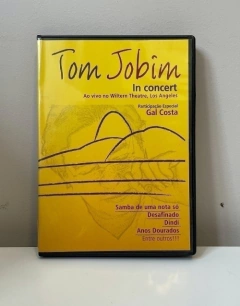 Tom Jobim
In concert
Ao vivo no Wiltern Theatre, Los Angeles
Participação Especial
Gal Costa
Samba de uma nota só
Desafinado
Dindi
Anos Dourados
Entre outros!!!